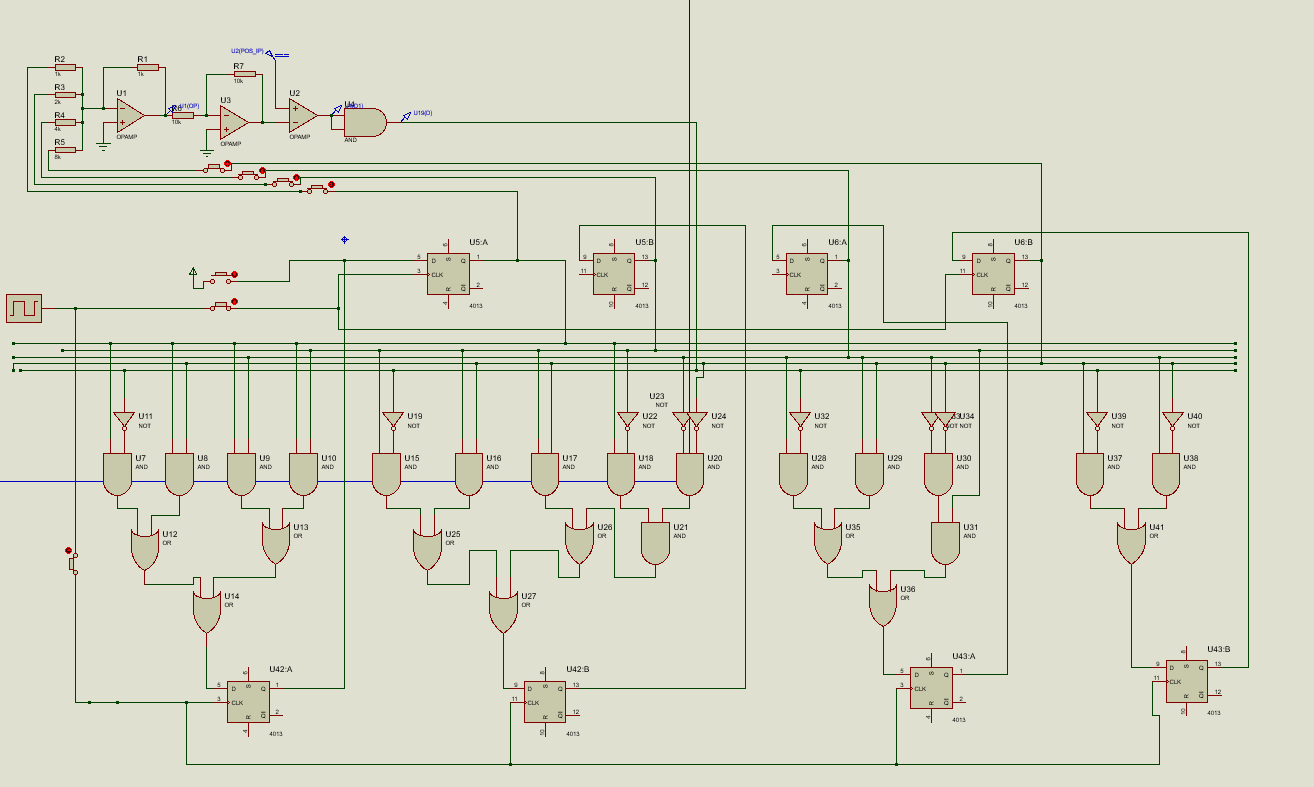 U2(POS_IP)
R2
1k
R1
1k
R7
10k
R3
2k
U1
U3
U2
U1(OP)
10k
R4
4k
U19(D)
OPAMP
OPAMP
OPAMP
AND
R5
8k
U5:A
U5:B
U6:A
U6:B
5 D S Q 1
3 CLK
R Q 2
6
4
4013
9 D S Q 13
11 CLK
R Q 12
8
10
4013
5 D S Q 1
3 CLK
R Q 2
6
4
4013
9 D S Q 13
11 CLK
R Q 12
8
10
4013
U23
NOT
U11
NOT
U19
NOT
U22
NOT
U24
NOT
U32
NOT
U34
NOT NOT
U39
NOT
U40
NOT
U7
AND
U8
AND
U9
AND
U10
AND
U15
AND
U16
AND
U17
AND
U18
AND
U20
AND
U28
AND
U29
AND
U30
AND
U37
AND
U38
AND
U12
OR
U13
OR
U25
OR
U26
OR
U21
AND
U35
OR
U31
AND
U41
OR
U14
OR
U27
OR
U36
OR
U42:A
U42:B
U43:A
U43:B
5 D S Q 1
3 CLK
R Q 2
6
4
4013
9 D S Q 13
11 CLK
R Q 12
8
10
4013
5 D S Q 1
3 CLK
R Q 2
6
4
4013
9 D S Q 13
11 CLK
R Q 12
8
10
4013